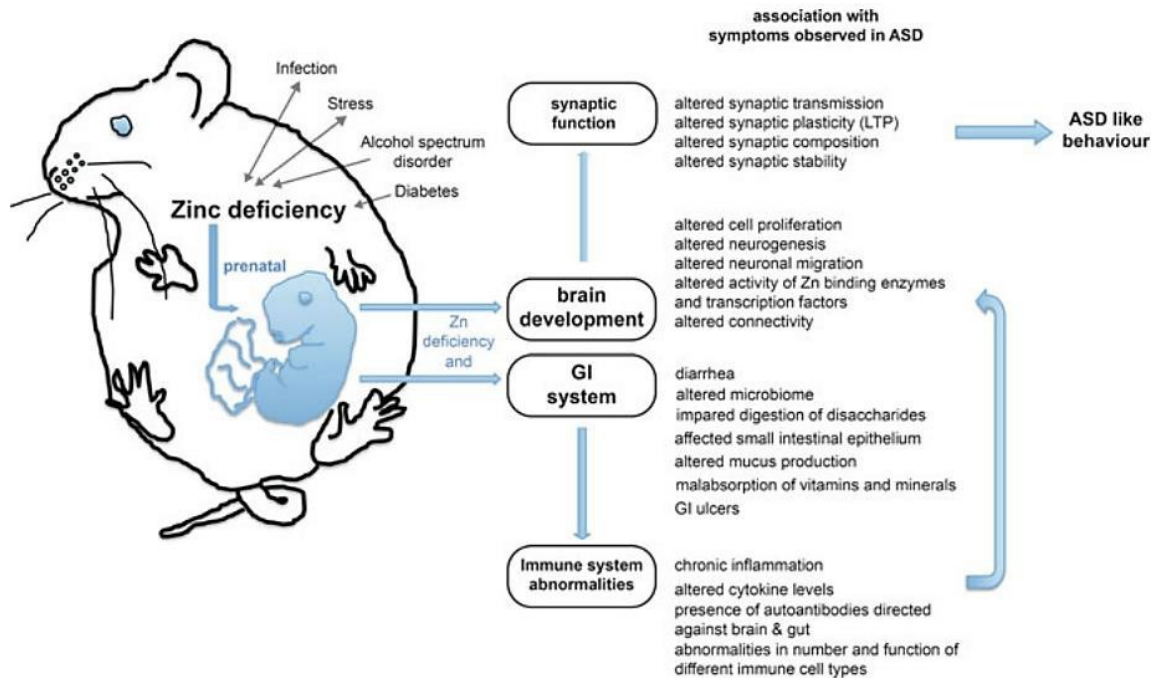 association with
symptoms observed in ASD
Infection
Stress
Alcohol spectrum
disorder
Diabetes
Zinc deficiency
prenatal
Zn
deficiency
and
synaptic
function
altered synaptic transmission
altered synaptic plasticity (LTP)
altered synaptic composition
altered synaptic stability
ASD like
behaviour
brain
development
altered cell proliferation
altered neurogenesis
altered neuronal migration
altered activity of Zn binding enzymes
and transcription factors
altered connectivity
GI
system
diarrhea
altered microbiome
impared digestion of disaccharides
affected small intestinal epithelium
altered mucus production
malabsorption of vitamins and minerals
GI ulcers
Immune system
abnormalities
chronic inflammation
altered cytokine levels
presence of autoantibodies directed
against brain & gut
abnormalities in number and function of
different immune cell types